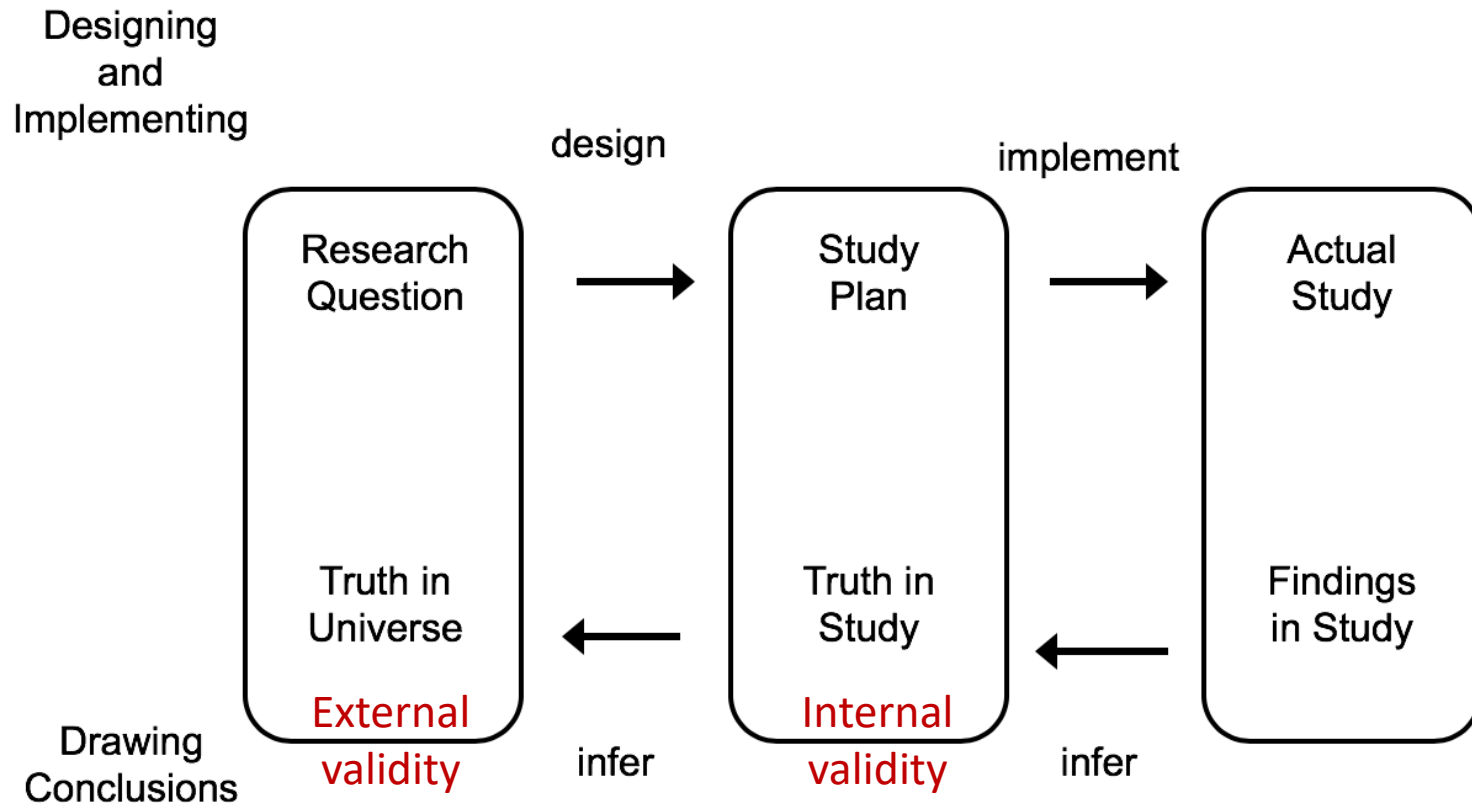 Designing
and
Implementing
design
implement
Research
Question
Study
Plan
Actual
Study
Truth in
Universe
Truth in
Study
Findings
in Study
External
validity
Internal
validity
Drawing
Conclusions
infer
infer